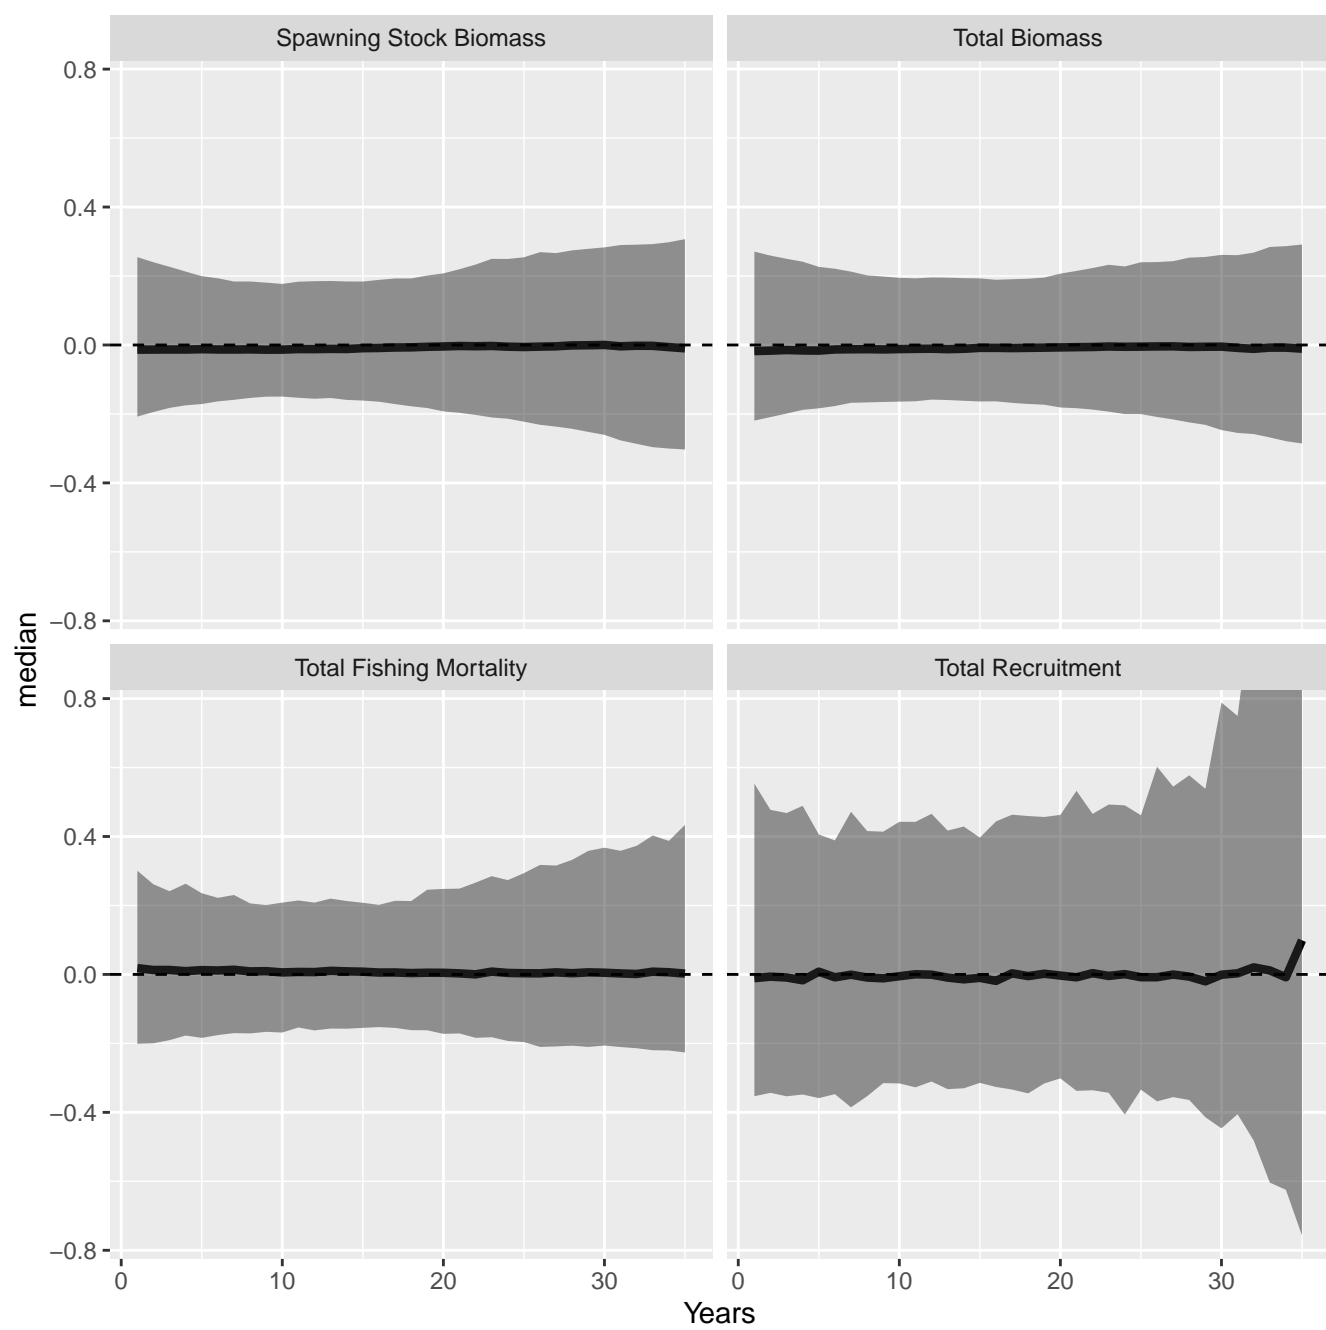 Spawning Stock Biomass
Total Biomass
0.8
0.4
0.0
−0.4
−0.8
median
Total Fishing Mortality
Total Recruitment
0.8
0.4
0.0
−0.4
−0.8
0 10 20 30
0 10 20 30
Years